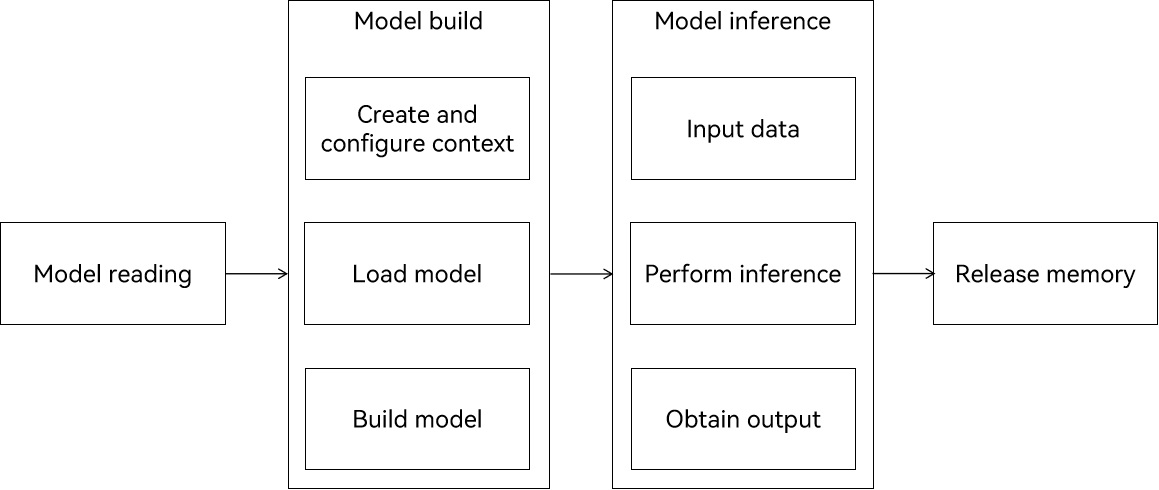 Model build
Create and
configure context
Load model
Build model
Model inference
Input data
Perform inference
Obtain output
Model reading
Release memory